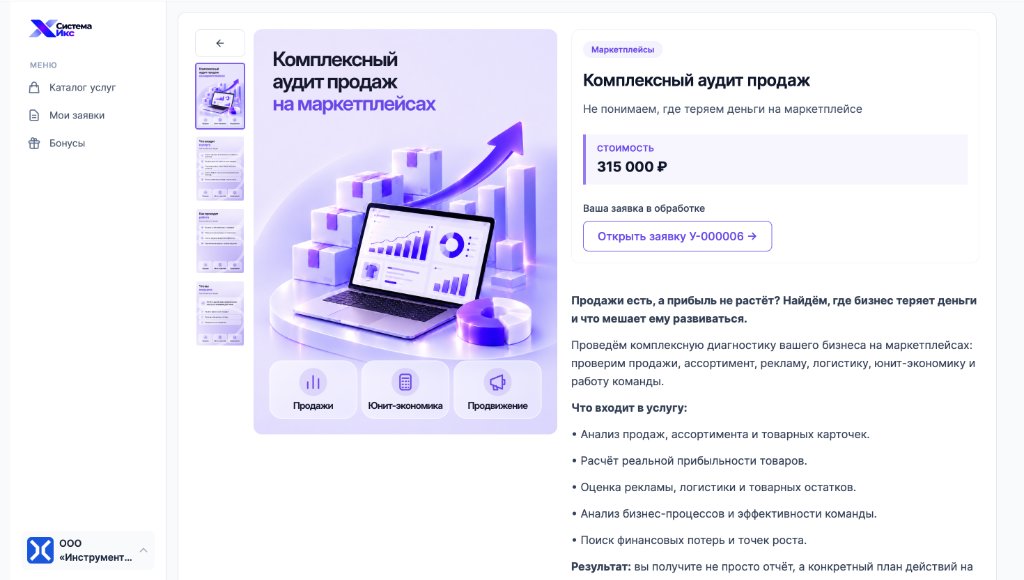 Система
Икс
МЕНЮ
Каталог услуг
Мои заявки
Бонусы
ООО
«Инструмент...
←
Комплексный
аудит продаж
на маркетплейсах
Продажи
Юнит-экономика
Продвижение
Маркетплейсы
Комплексный аудит продаж
Не понимаем, где теряем деньги на маркетплейсе
СТОИМОСТЬ
315 000 ₽
Ваша заявка в обработке
Открыть заявку У-000006 →
Продажи есть, а прибыль не растёт? Найдём, где бизнес теряет деньги
и что мешает ему развиваться.
Проведём комплексную диагностику вашего бизнеса на маркетплейсах:
проверим продажи, ассортимент, рекламу, логистику, юнит-экономику и
работу команды.
Что входит в услугу:
• Анализ продаж, ассортимента и товарных карточек.
• Расчёт реальной прибыльности товаров.
• Оценка рекламы, логистики и товарных остатков.
• Анализ бизнес-процессов и эффективности команды.
• Поиск финансовых потерь и точек роста.
Результат: вы получите не просто отчёт, а конкретный план действий на